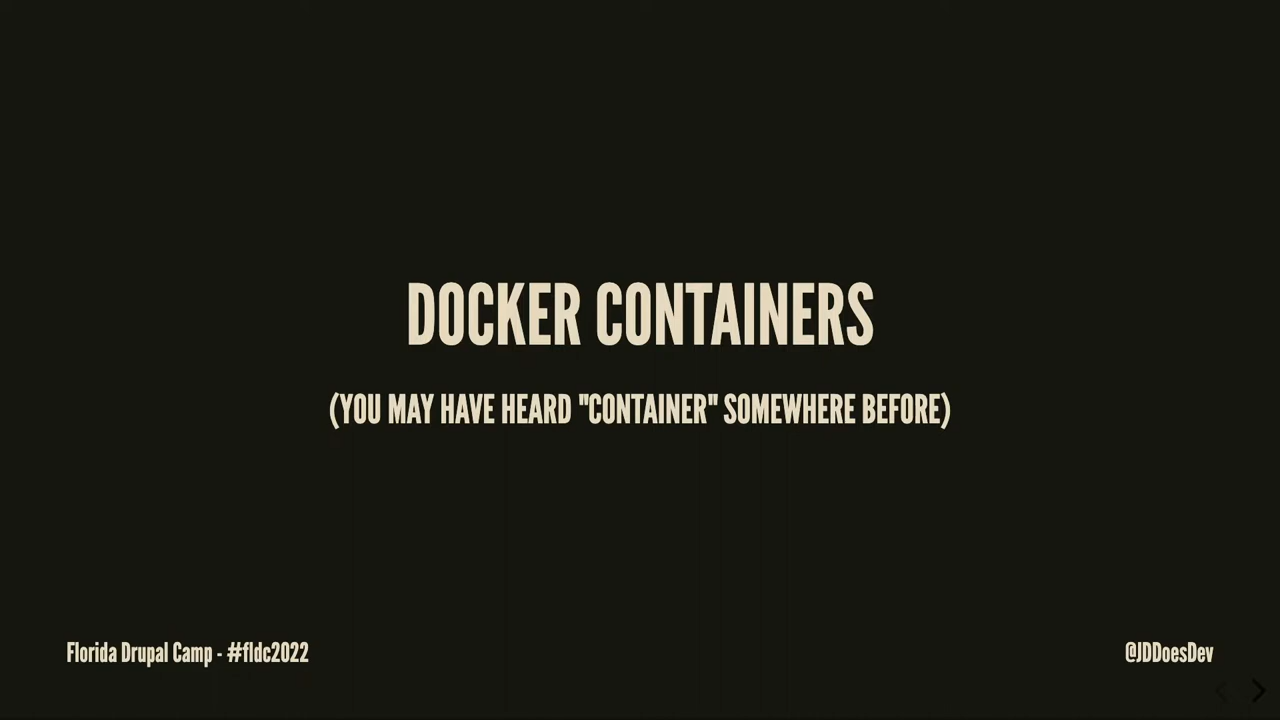 DOCKER CONTAINERS
(YOU MAY HAVE HEARD "CONTAINER" SOMEWHERE BEFORE)
Florida Drupal Camp - #fldc2022
@JDDoesDev